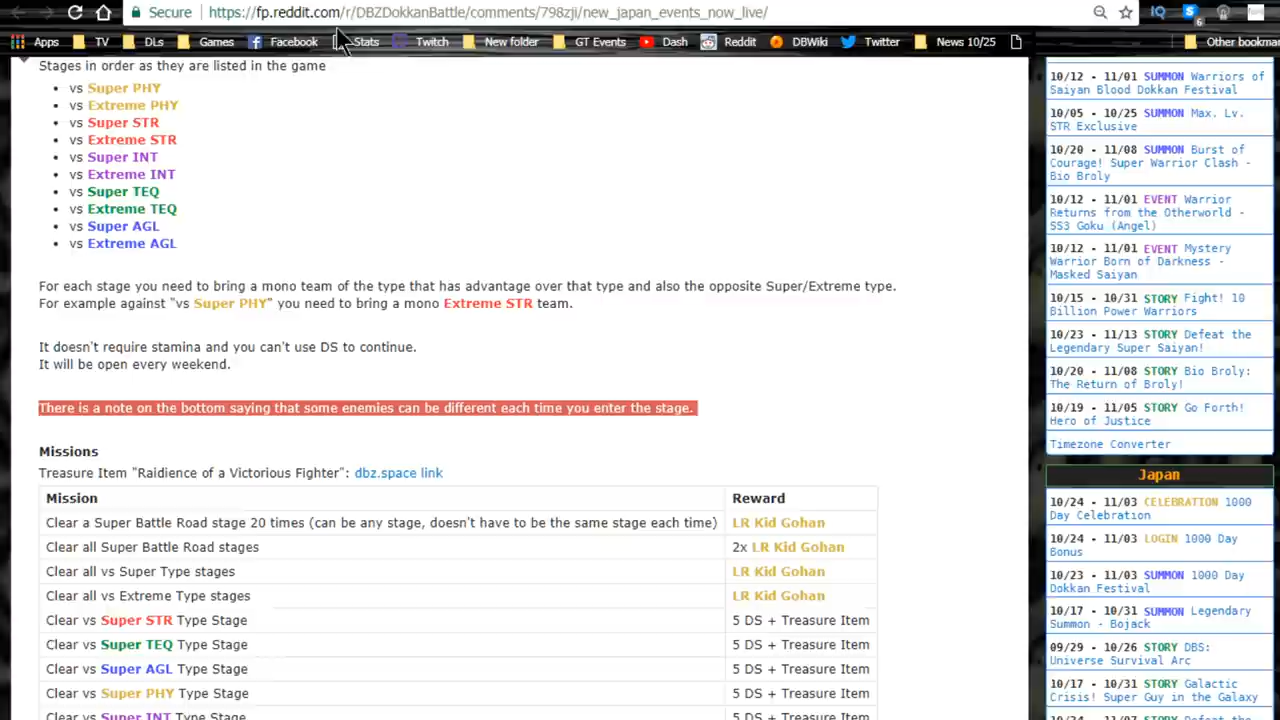 Secure https://fp.reddit.com/r/DBZDokkanBattle/comments/798zji/new_japan_events_now_live/
Apps TV DLs Games Facebook Stats Twitch New folder GT Events Dash Reddit DBWiki Twitter News 10/25 Other bookmar
Stages in order as they are listed in the game
vs Super PHY
vs Extreme PHY
vs Super STR
vs Extreme STR
vs Super INT
vs Extreme INT
vs Super TEQ
vs Extreme TEQ
vs Super AGL
vs Extreme AGL
For each stage you need to bring a mono team of the type that has advantage over that type and also the opposite Super/Extreme type.
For example against "vs Super PHY" you need to bring a mono Extreme STR team.
It doesn't require stamina and you can't use DS to continue.
It will be open every weekend.
There is a note on the bottom saying that some enemies can be different each time you enter the stage.
Missions
Treasure Item "Raidience of a Victorious Fighter": dbz.space link
Mission Reward
Clear a Super Battle Road stage 20 times (can be any stage, doesn't have to be the same stage each time) LR Kid Gohan
Clear all Super Battle Road stages 2x LR Kid Gohan
Clear all vs Super Type stages LR Kid Gohan
Clear all vs Extreme Type stages LR Kid Gohan
Clear vs Super STR Type Stage 5 DS + Treasure Item
Clear vs Super TEQ Type Stage 5 DS + Treasure Item
Clear vs Super AGL Type Stage 5 DS + Treasure Item
Clear vs Super PHY Type Stage 5 DS + Treasure Item
Clear vs Super INT Type Stage 5 DS + Treasure Item
10/12 - 11/01 SUMMON Warriors of
Saiyan Blood Dokkan Festival
10/05 - 10/25 SUMMON Max. Lv.
STR Exclusive
10/20 - 11/08 SUMMON Burst of
Courage! Super Warrior Clash -
Bio Broly
10/12 - 11/01 EVENT Warrior
Returns from the Otherworld -
SS3 Goku (Angel)
10/12 - 11/01 EVENT Mystery
Warrior Born of Darkness -
Masked Saiyan
10/15 - 10/31 STORY Fight! 10
Billion Power Warriors
10/23 - 11/13 STORY Defeat the
Legendary Super Saiyan!
10/20 - 11/08 STORY Bio Broly:
The Return of Broly!
10/19 - 11/05 STORY Go Forth!
Hero of Justice
Timezone Converter
Japan
10/24 - 11/03 CELEBRATION 1000
Day Celebration
10/24 - 11/03 LOGIN 1000 Day
Bonus
10/23 - 11/03 SUMMON 1000 Day
Dokkan Festival
10/17 - 10/31 SUMMON Legendary
Summon - Bojack
09/29 - 10/26 STORY DBS:
Universe Survival Arc
10/17 - 10/31 STORY Galactic
Crisis! Super Guy in the Galaxy
10/24 - 11/07 STORY Defeat the